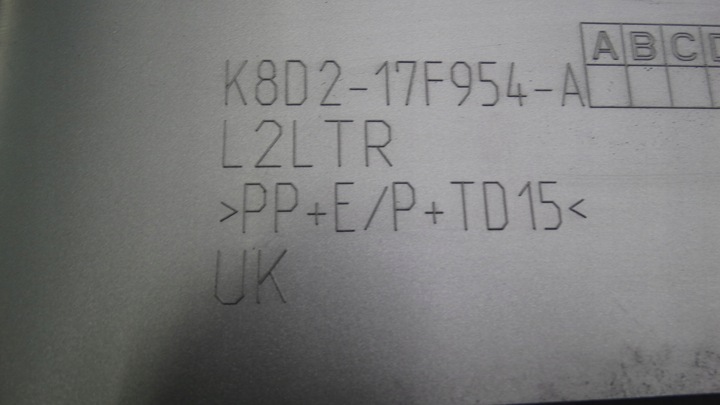 K8D2-17F954-A
A B C D
L2LTR
>PP+E/P+TD15<
UK